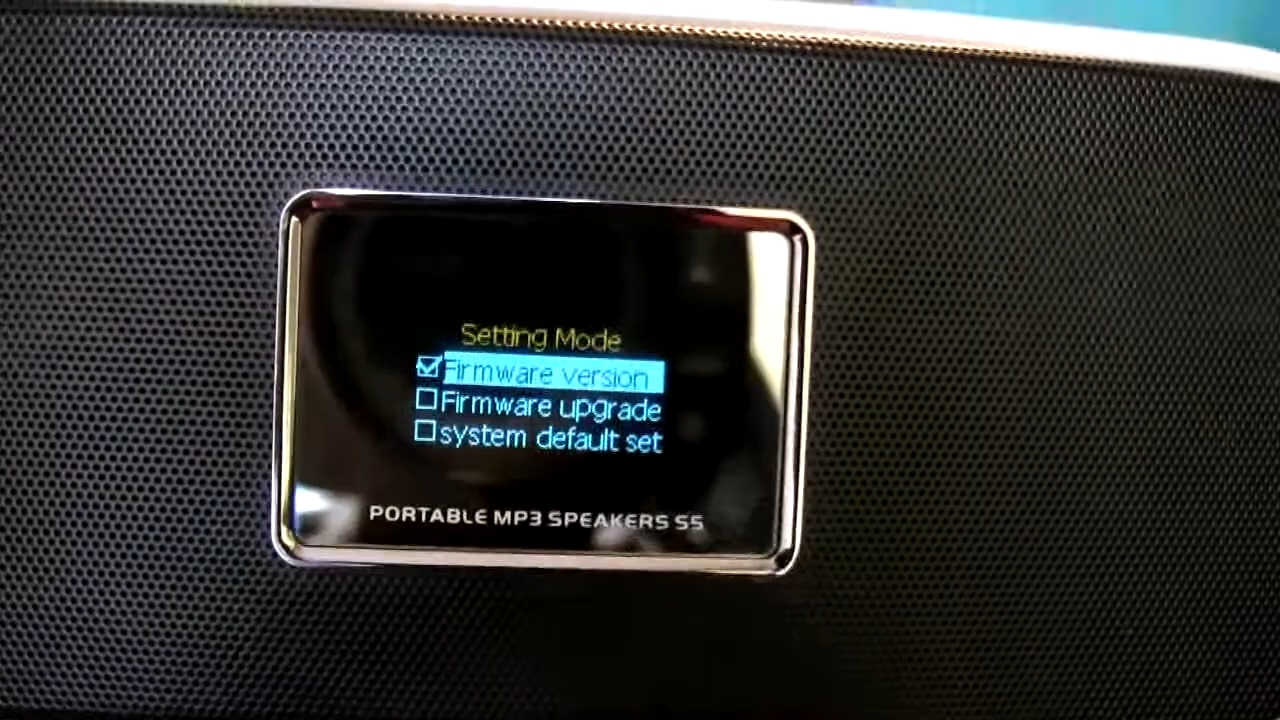 Setting Mode
Firmware version
Firmware upgrade
system default set
PORTABLE MP3 SPEAKERS S5